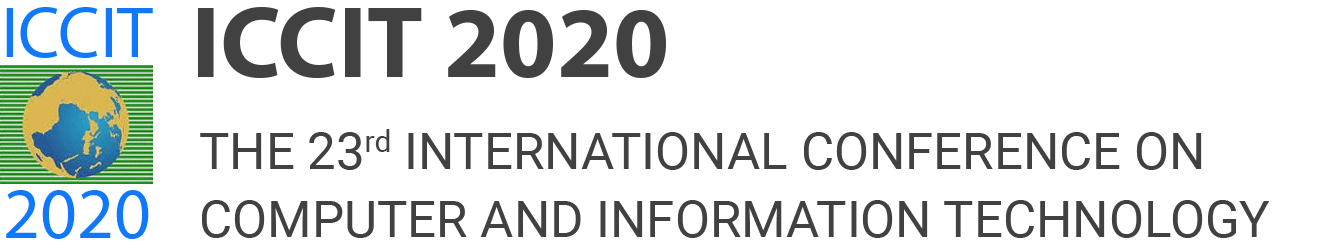 ICCIT
2020
ICCIT 2020
THE 23rd INTERNATIONAL CONFERENCE ON
COMPUTER AND INFORMATION TECHNOLOGY